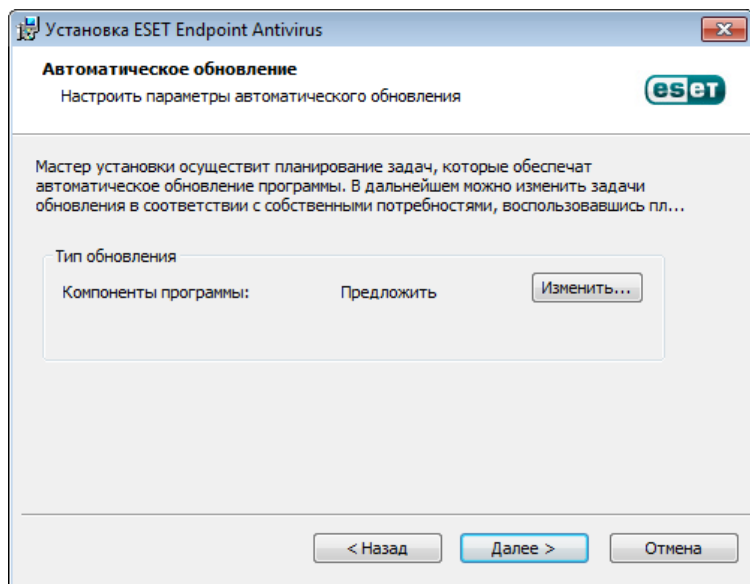 Установка ESET Endpoint Antivirus
Автоматическое обновление
Настроить параметры автоматического обновления
eseT
Мастер установки осуществит планирование задач, которые обеспечат
автоматическое обновление программы. В дальнейшем можно изменить задачи
обновления в соответствии с собственными потребностями, воспользовавшись пл...
Тип обновления
Компоненты программы: Предложить Изменить...
< Назад Далее > Отмена